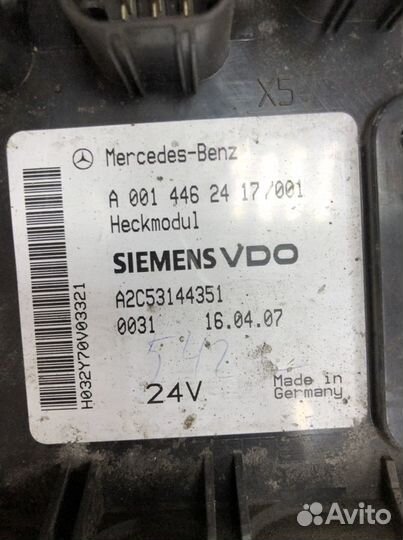 X5
Mercedes-Benz
A 001 446 24 17/001
Heckmodul
SIEMENS VDO
A2C53144351
0031 16.04.07
542
24V
Made in
Germany
H032Y70V03321
Avito